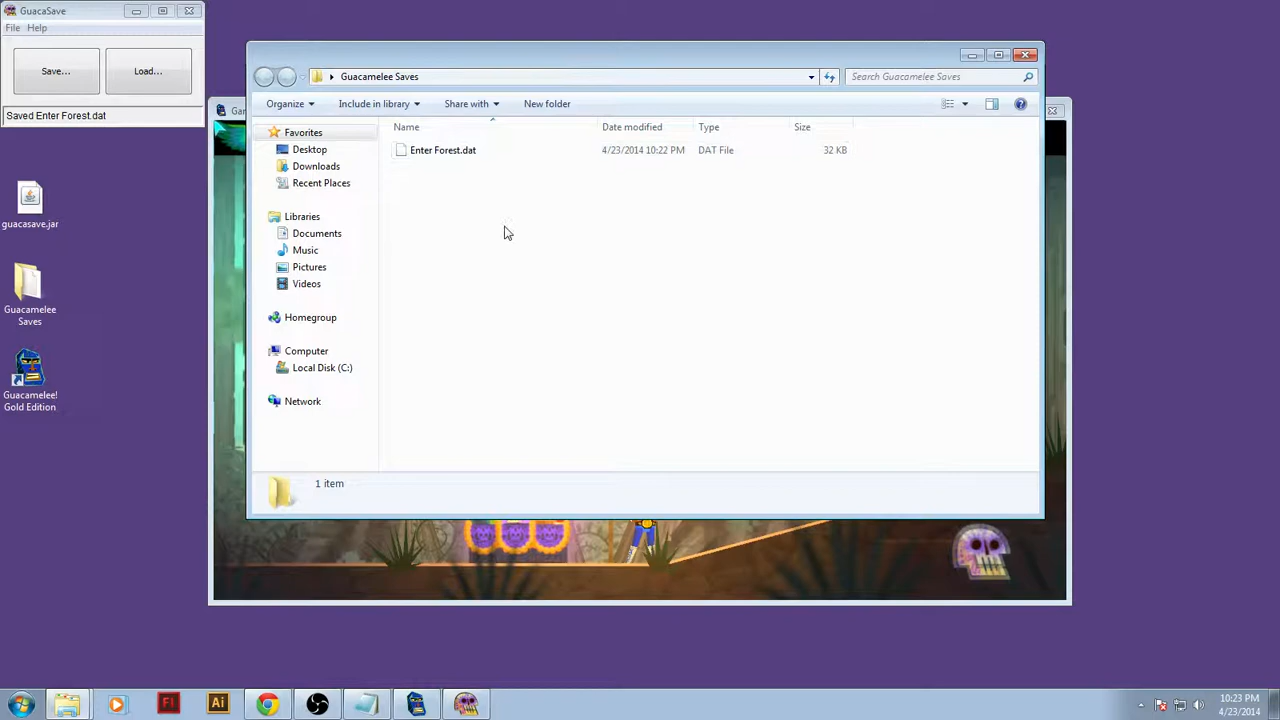 GuacaSave
File Help
Save...
Load...
Saved Enter Forest.dat
guacasave.jar
Guacamelee
Saves
Guacamelee!
Gold Edition
Guacamelee Saves
Search Guacamelee Saves
Organize
Include in library
Share with
New folder
Name
Date modified
Type
Size
Enter Forest.dat
4/23/2014 10:22 PM
DAT File
32 KB
Favorites
Desktop
Downloads
Recent Places
Libraries
Documents
Music
Pictures
Videos
Homegroup
Computer
Local Disk (C:)
Network
1 item
Ai
10:23 PM
4/23/2014